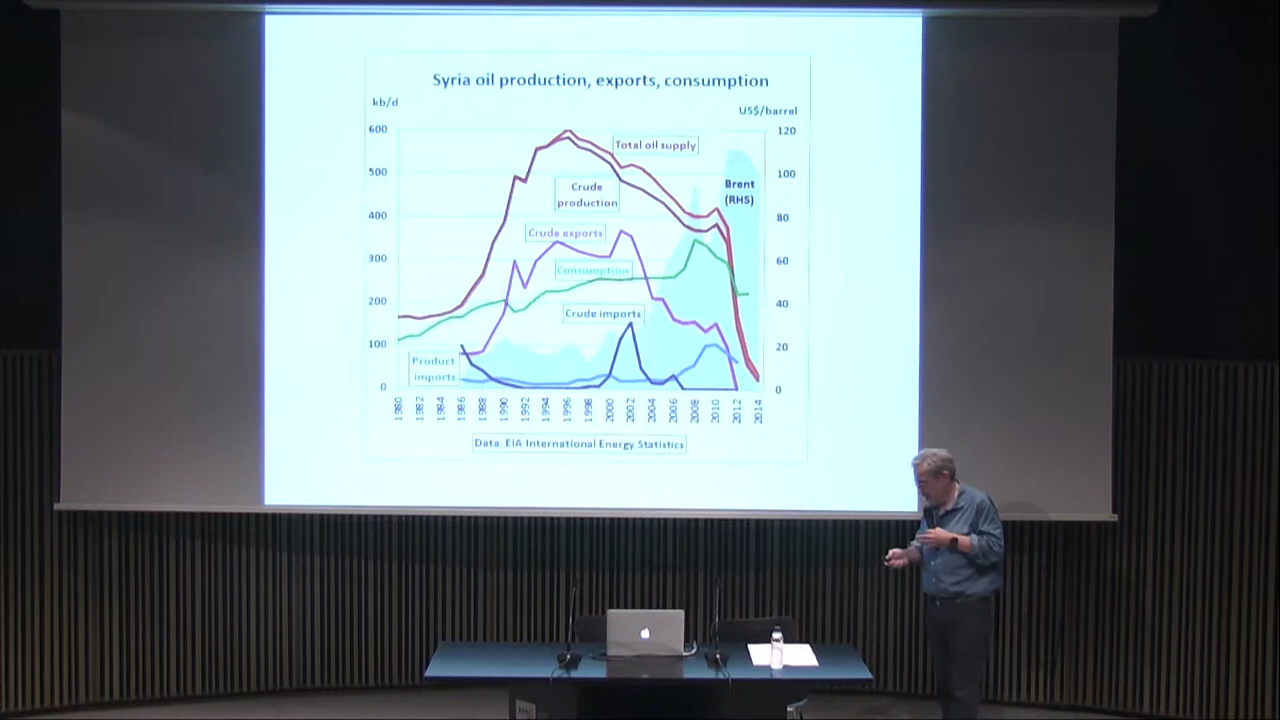 Syria oil production, exports, consumption
kb/d
US$/barrel
600
500
400
300
200
100
0
120
100
80
60
40
20
0
Total oil supply
Brent
(RHS)
Crude
production
Crude exports
Consumption
Crude imports
Product
imports
1980
1982
1984
1986
1988
1990
1992
1994
1996
1998
2000
2002
2004
2006
2008
2010
2012
2014
Data: EIA International Energy Statistics